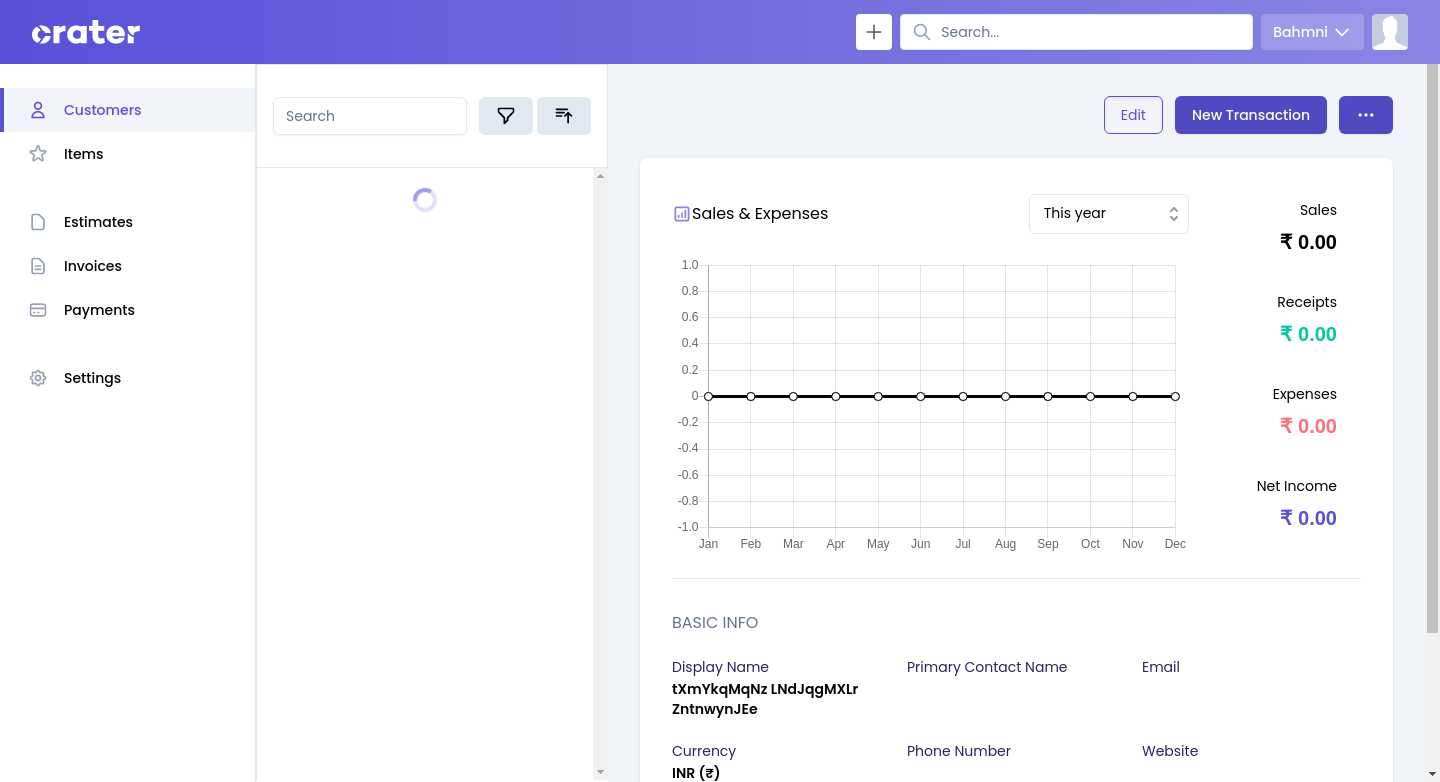 crater
Search...
Bahmni
Customers
Items
Estimates
Invoices
Payments
Settings
Search
Edit
New Transaction
Sales & Expenses
This year
1.0
0.8
0.6
0.4
0.2
0
-0.2
-0.4
-0.6
-0.8
-1.0
Jan Feb Mar Apr May Jun Jul Aug Sep Oct Nov Dec
Sales
₹ 0.00
Receipts
₹ 0.00
Expenses
₹ 0.00
Net Income
₹ 0.00
BASIC INFO
Display Name Primary Contact Name Email
tXmYkqMqNz LNdJqgMXLr
ZntnwynJEe
Currency Phone Number Website
INR (₹)